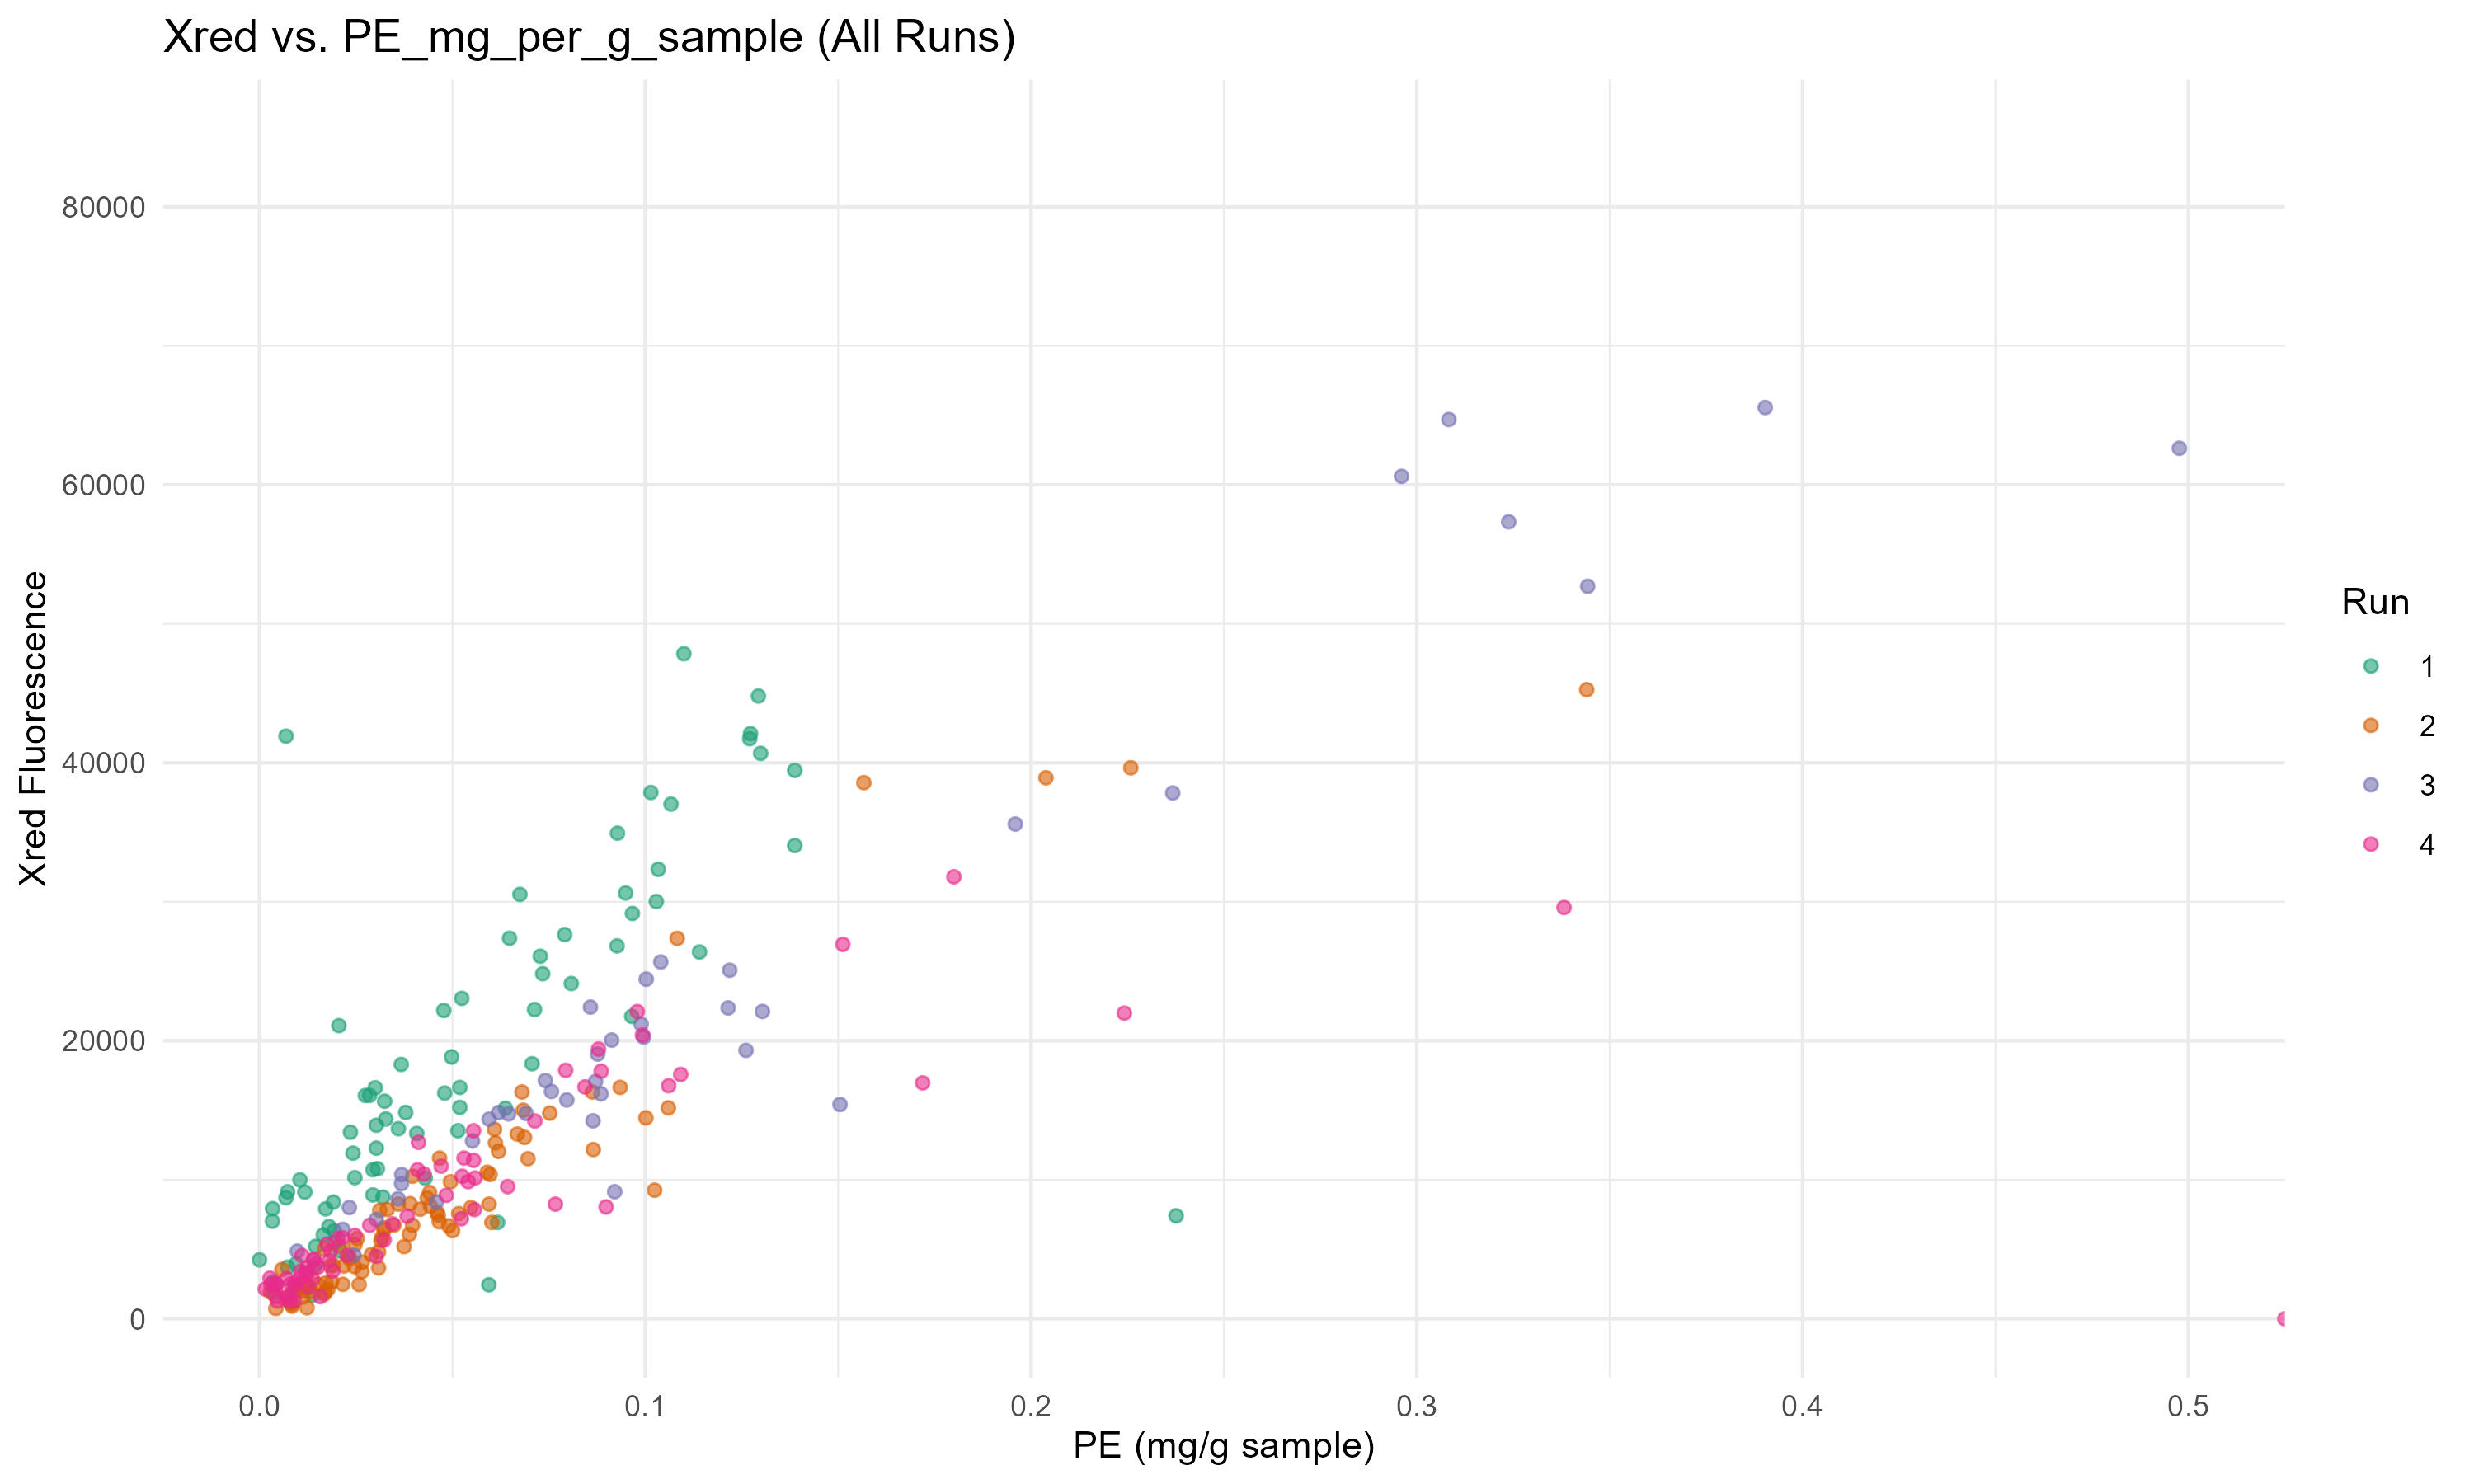 Xred vs. PE_mg_per_g_sample (All Runs)
Xred Fluorescence
80000
60000
40000
20000
0
0.0 0.1 0.2 0.3 0.4 0.5
PE (mg/g sample)
Run
1
2
3
4